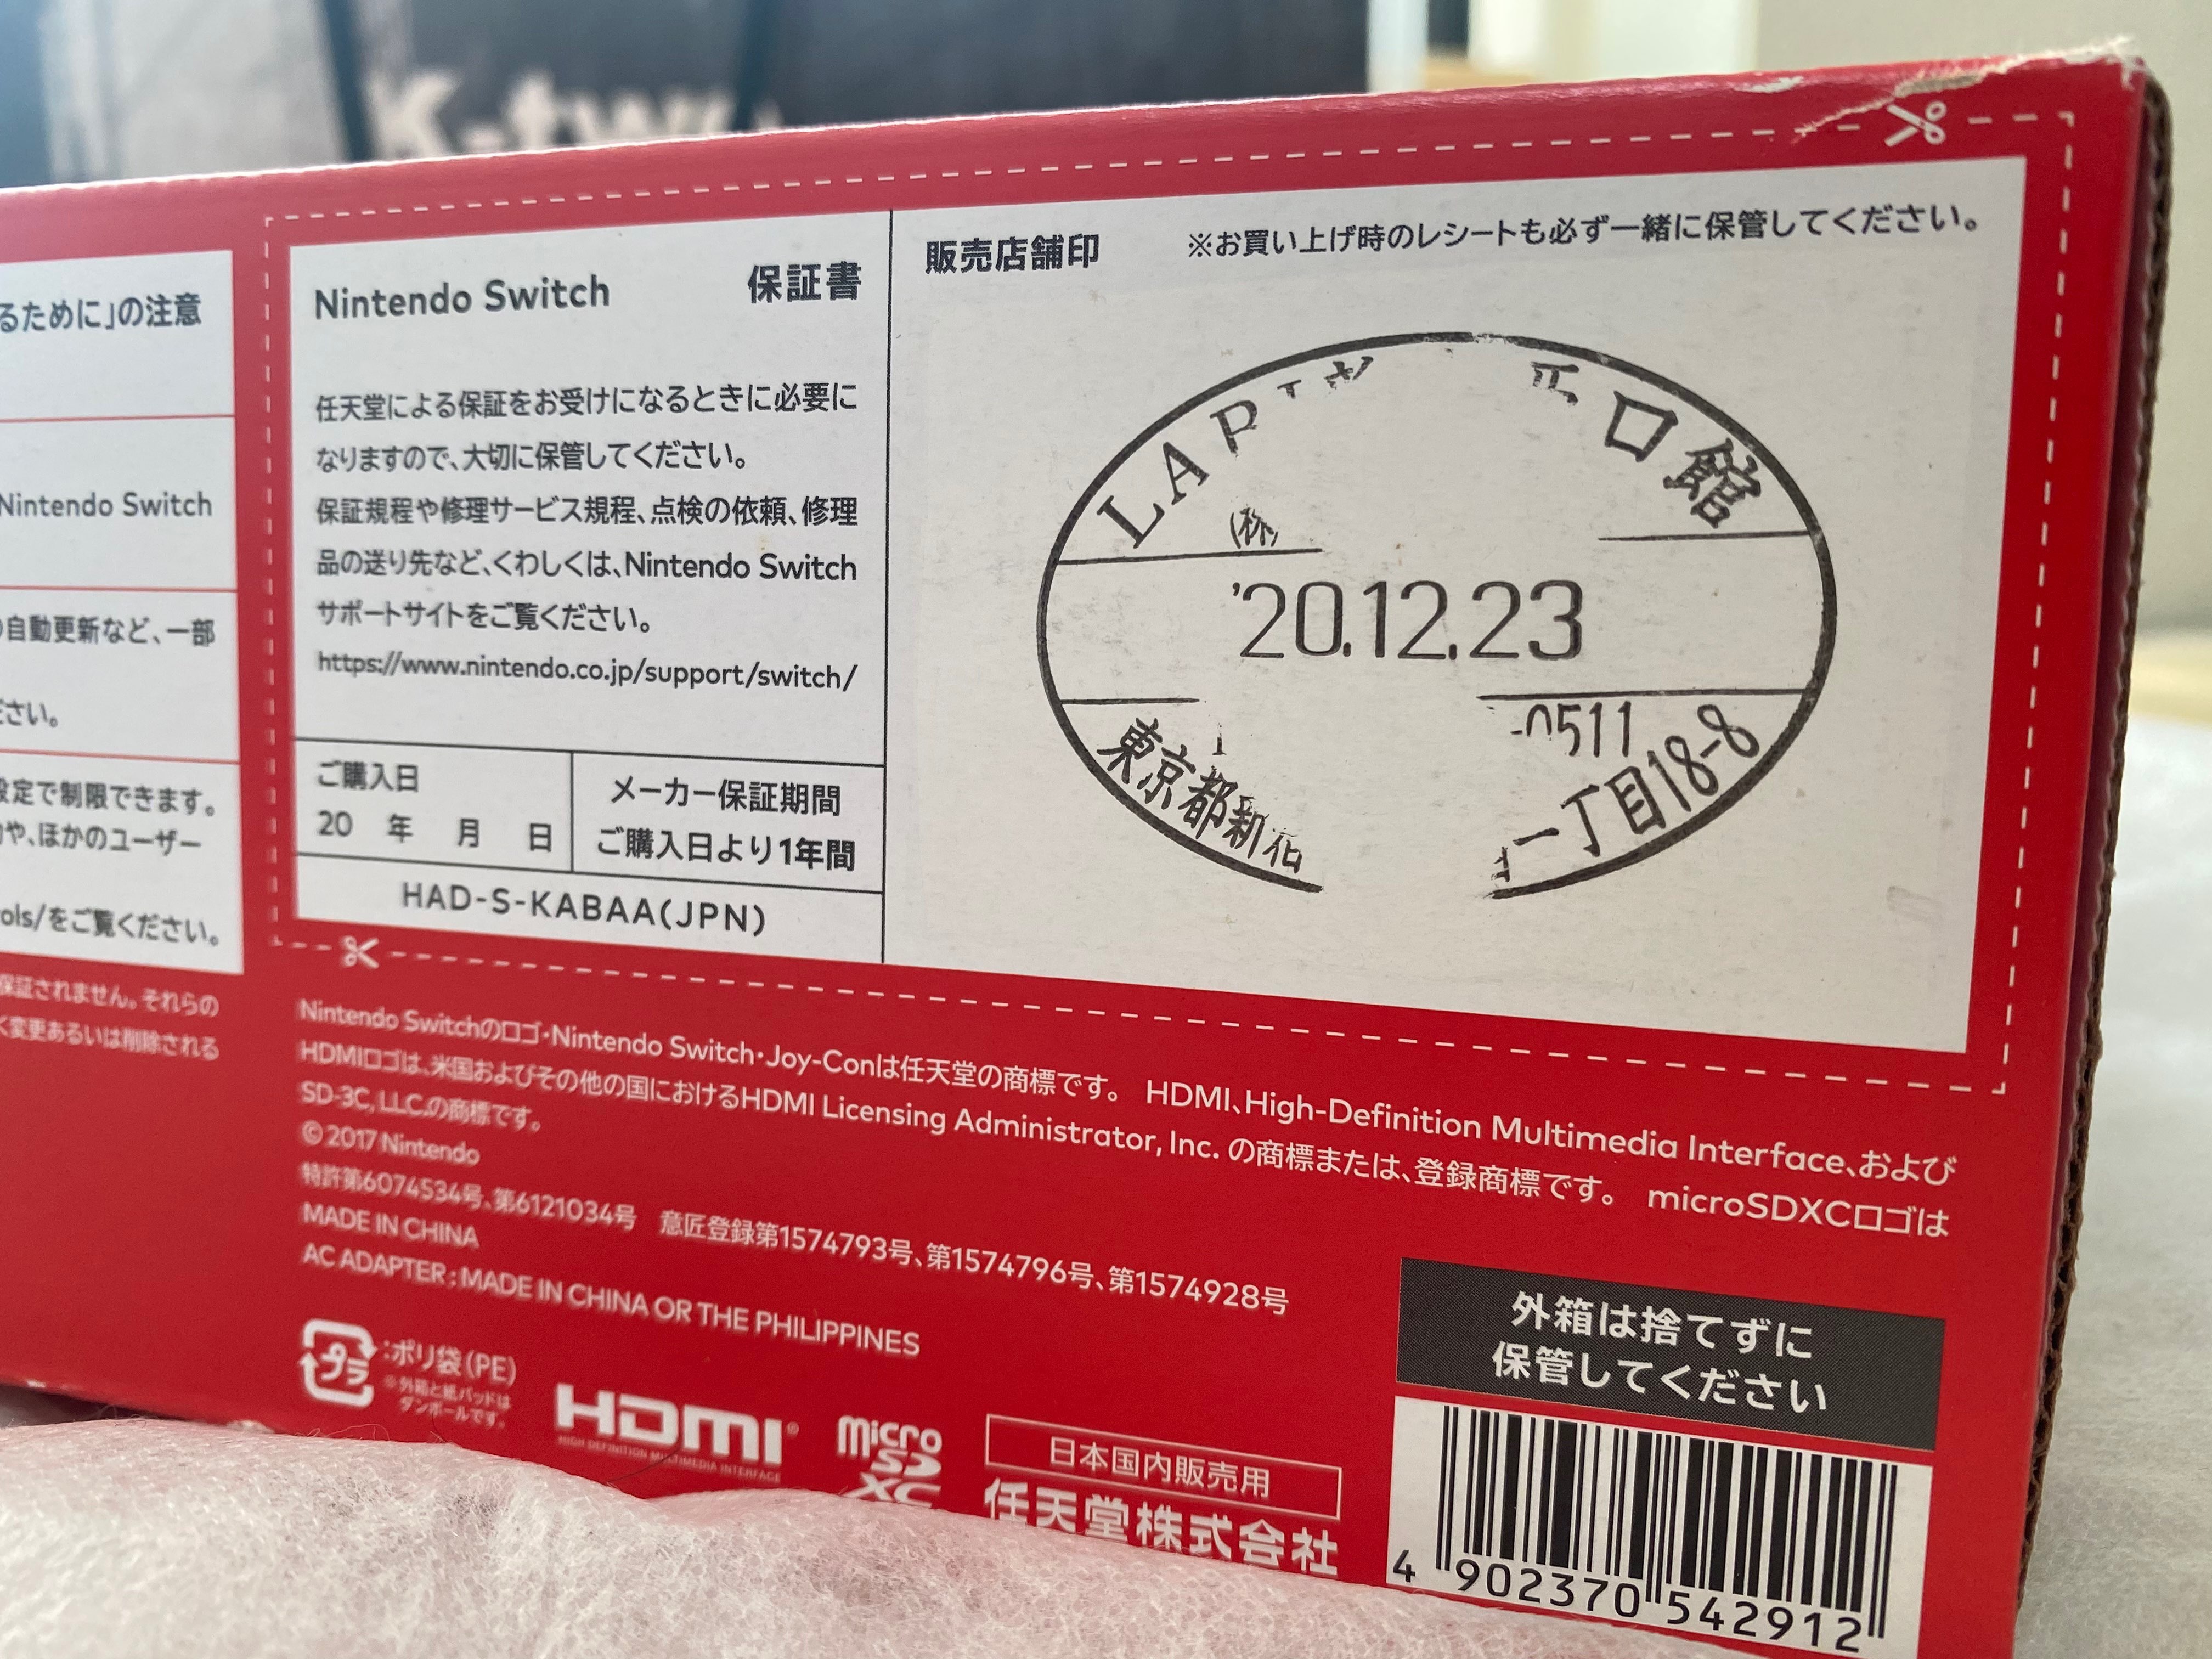 K-tw
るために」の注意
Nintendo Switch
自動更新など、一部
ださい。
設定で制限できます。
や、ほかのユーザー
ols/をご覧ください。
保証されません。それらの
く変更あるいは削除される
Nintendo Switch 保証書
任天堂による保証をお受けになるときに必要に
なりますので、大切に保管してください。
保証規程や修理サービス規程、点検の依頼、修理
品の送り先など、くわしくは、Nintendo Switch
サポートサイトをご覧ください。
https://www.nintendo.co.jp/support/switch/
ご購入日
20 年 月 日
メーカー保証期間
ご購入日より1年間
HAD-S-KABAA(JPN)
販売店舗印 ※お買い上げ時のレシートも必ず一緒に保管してください。
LAP 口館
㈱
'20.12.23
-0511
東京都新宿
一丁目18-8
Nintendo Switchのロゴ・Nintendo Switch・Joy-Conは任天堂の商標です。 HDMI、High-Definition Multimedia Interface、および
HDMIロゴは、米国およびその他の国におけるHDMI Licensing Administrator, Inc. の商標または、登録商標です。 microSDXCロゴは
SD-3C, LLC.の商標です。
© 2017 Nintendo
特許第6074534号、第6121034号 意匠登録第1574793号、第1574796号、第1574928号
MADE IN CHINA
AC ADAPTER : MADE IN CHINA OR THE PHILIPPINES
プラ :ポリ袋(PE)
※外箱と紙パッドは
ダンボールです。
HDMI®
HIGH DEFINITION MULTIMEDIA INTERFACE
micro
SD
XC
日本国内販売用
任天堂株式会社
外箱は捨てずに
保管してください
4 902370 542912